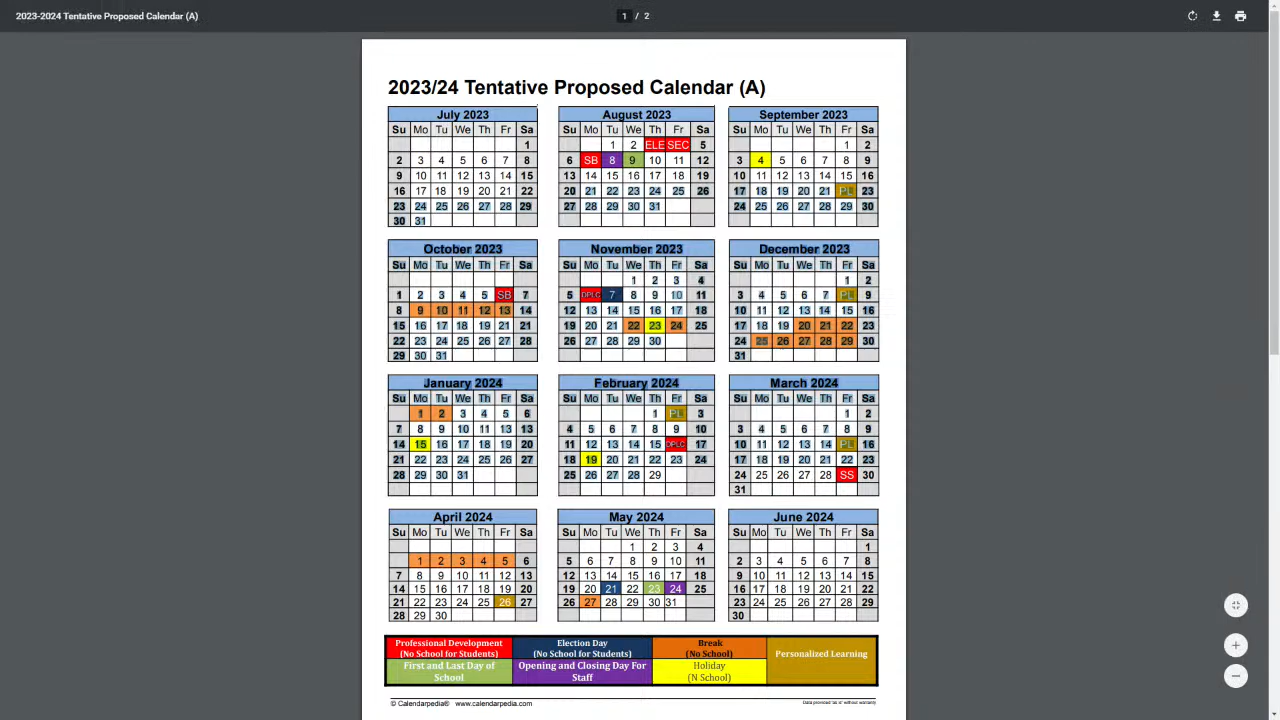 2023-2024 Tentative Proposed Calendar (A)
1 / 2
2023/24 Tentative Proposed Calendar (A)
July 2023
Su Mo Tu We Th Fr Sa
1
2 3 4 5 6 7 8
9 10 11 12 13 14 15
16 17 18 19 20 21 22
23 24 25 26 27 28 29
30 31
August 2023
Su Mo Tu We Th Fr Sa
1 2 ELE SEC 5
6 SB 8 9 10 11 12
13 14 15 16 17 18 19
20 21 22 23 24 25 26
27 28 29 30 31
September 2023
Su Mo Tu We Th Fr Sa
1 2
3 4 5 6 7 8 9
10 11 12 13 14 15 16
17 18 19 20 21 PL 23
24 25 26 27 28 29 30
October 2023
Su Mo Tu We Th Fr Sa
1 2 3 4 5 SB 7
8 9 10 11 12 13 14
15 16 17 18 19 20 21
22 23 24 25 26 27 28
29 30 31
November 2023
Su Mo Tu We Th Fr Sa
1 2 3 4
5 DPLC 7 8 9 10 11
12 13 14 15 16 17 18
19 20 21 22 23 24 25
26 27 28 29 30
December 2023
Su Mo Tu We Th Fr Sa
1 2
3 4 5 6 7 PL 9
10 11 12 13 14 15 16
17 18 19 20 21 22 23
24 25 26 27 28 29 30
31
January 2024
Su Mo Tu We Th Fr Sa
1 2 3 4 5 6
7 8 9 10 11 12 13
14 15 16 17 18 19 20
21 22 23 24 25 26 27
28 29 30 31
February 2024
Su Mo Tu We Th Fr Sa
1 PL 3
4 5 6 7 8 9 10
11 12 13 14 15 DPLC 17
18 19 20 21 22 23 24
25 26 27 28 29
March 2024
Su Mo Tu We Th Fr Sa
1 2
3 4 5 6 7 8 9
10 11 12 13 14 PL 16
17 18 19 20 21 22 23
24 25 26 27 28 SS 30
31
April 2024
Su Mo Tu We Th Fr Sa
1 2 3 4 5 6
7 8 9 10 11 12 13
14 15 16 17 18 19 20
21 22 23 24 25 26 27
28 29 30
May 2024
Su Mo Tu We Th Fr Sa
1 2 3 4
5 6 7 8 9 10 11
12 13 14 15 16 17 18
19 20 21 22 23 24 25
26 27 28 29 30 31
June 2024
Su Mo Tu We Th Fr Sa
1
2 3 4 5 6 7 8
9 10 11 12 13 14 15
16 17 18 19 20 21 22
23 24 25 26 27 28 29
30
Professional Development
(No School for Students)
Election Day
(No School for Students)
Break
(No School)
Personalized Learning
First and Last Day of
School
Opening and Closing Day For
Staff
Holiday
(N School)
© Calendarpedia® www.calendarpedia.com
Data provided 'as is' without warranty